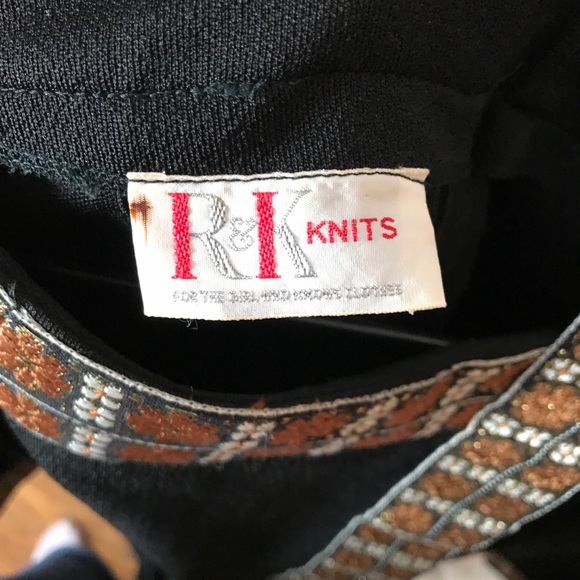 R&K KNITS
FOR THE GIRL WHO KNOWS CLOTHES